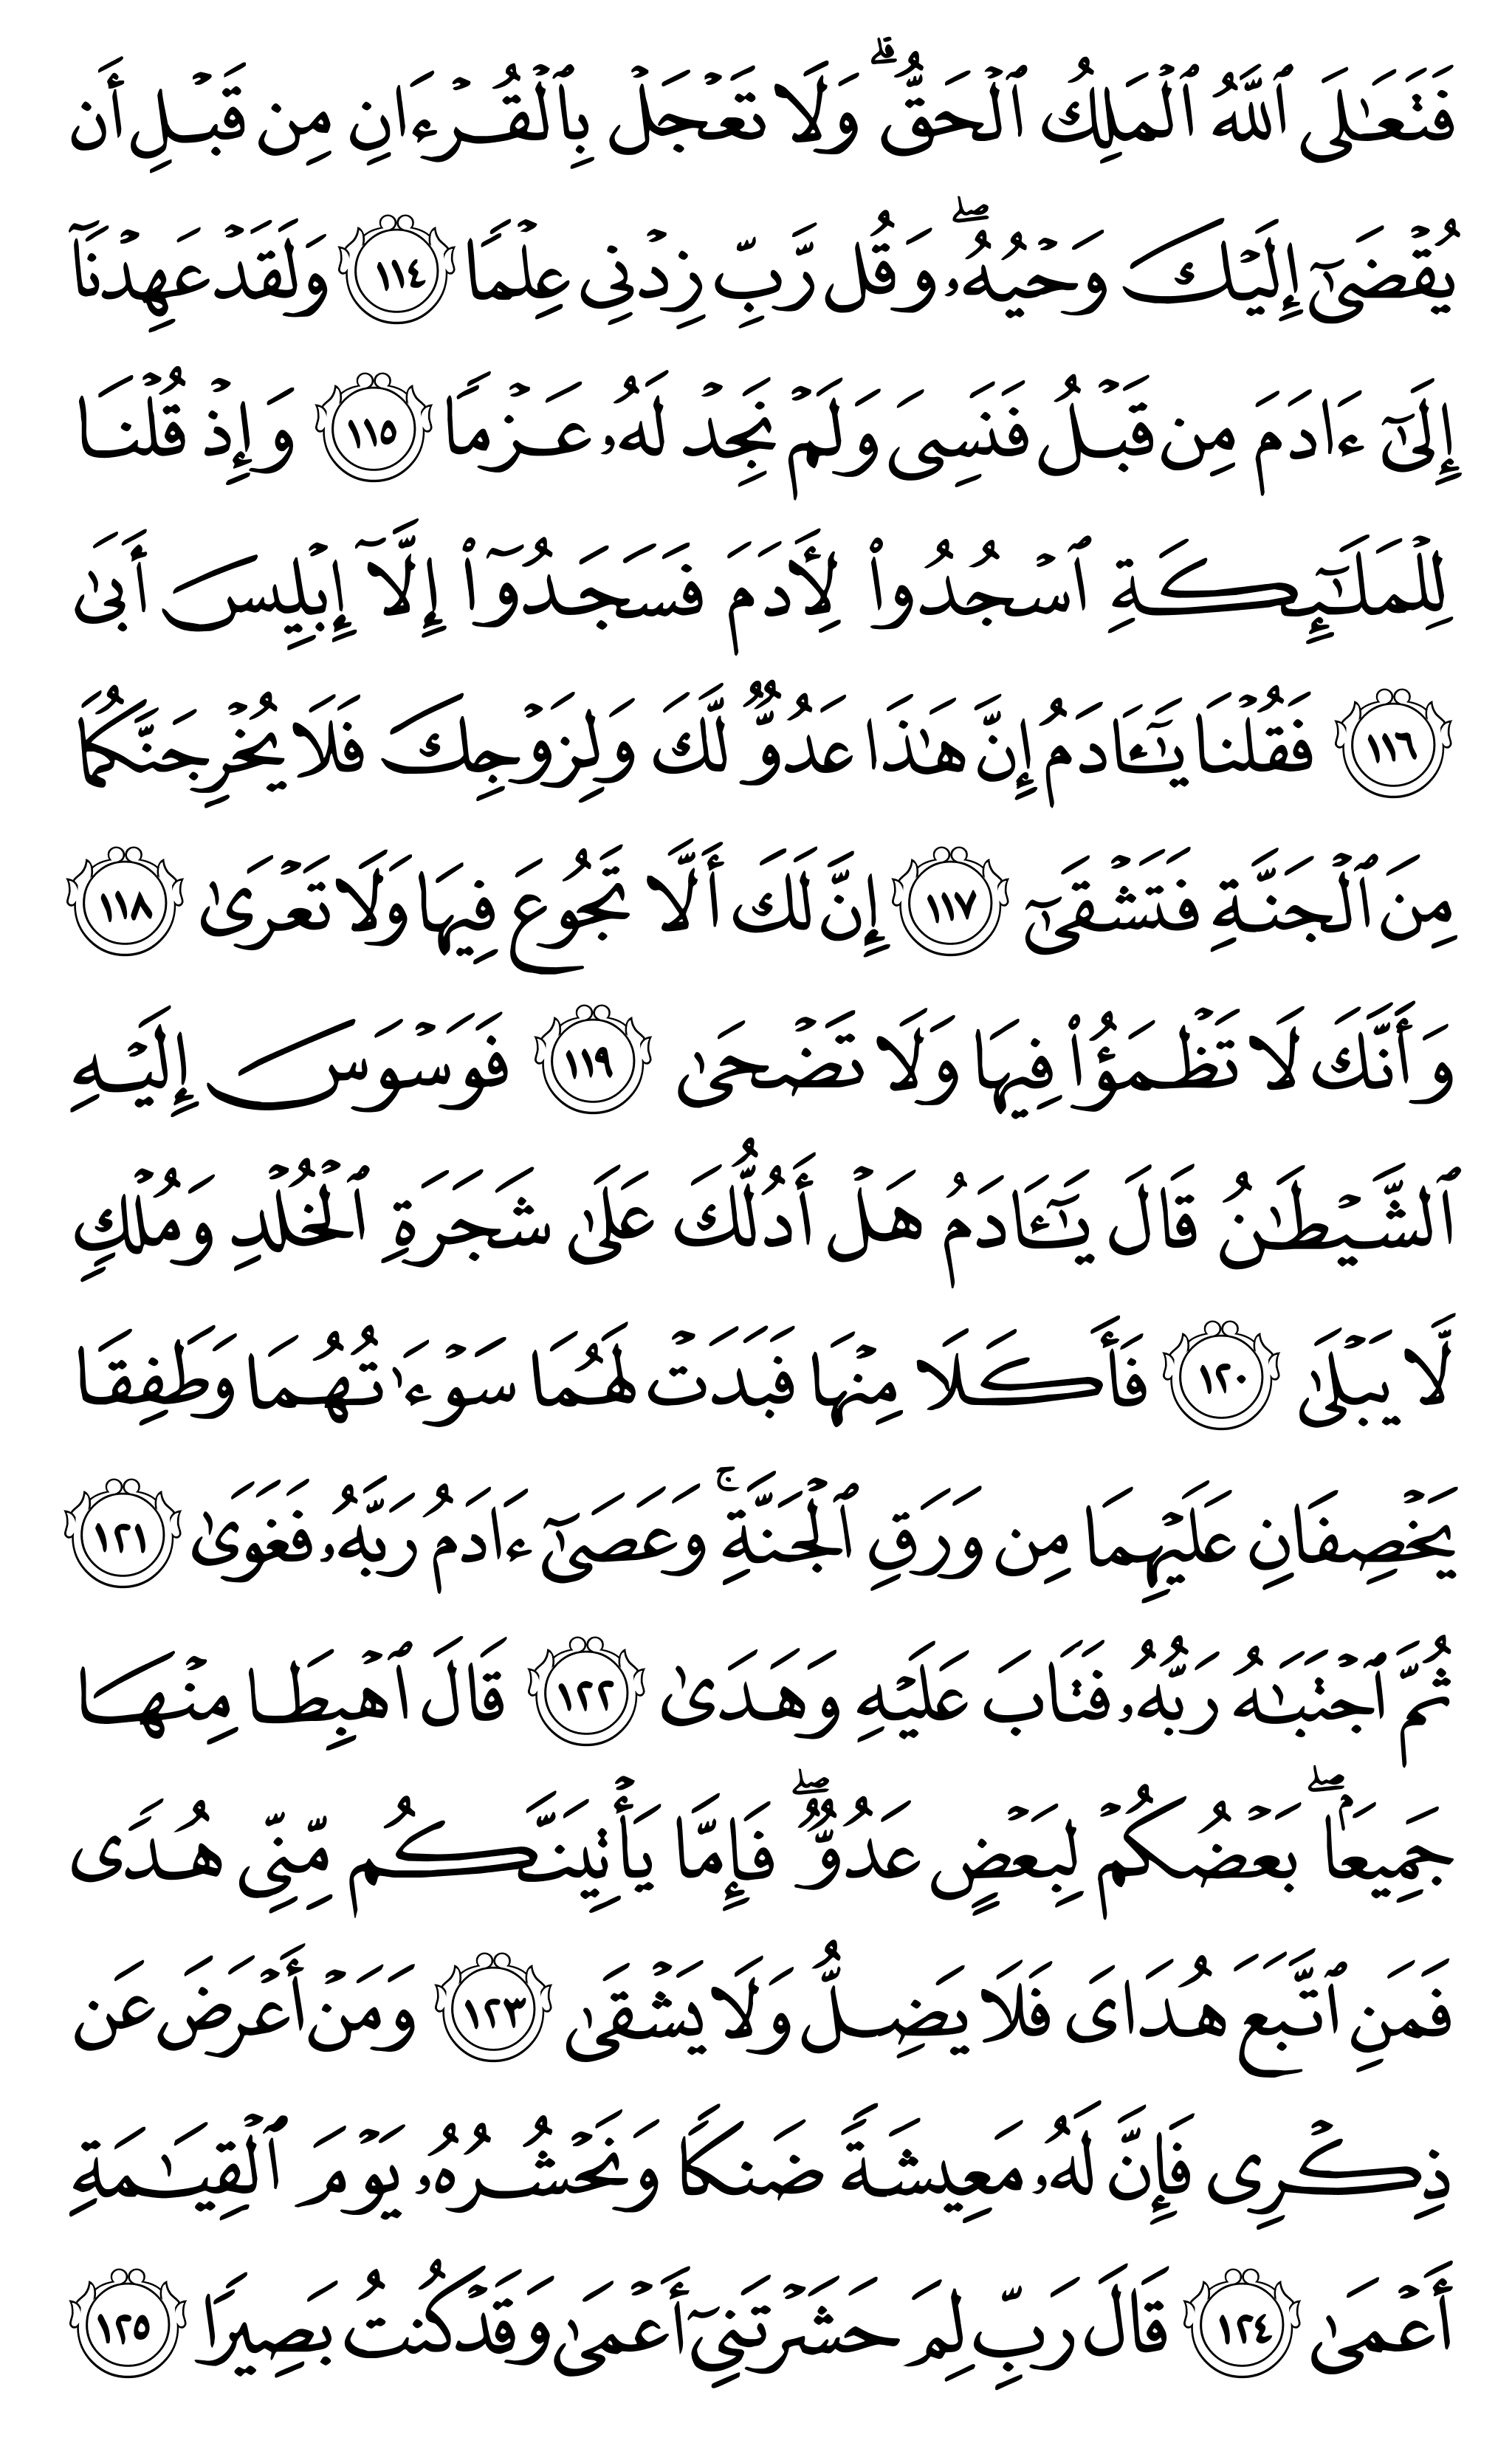 فَتَعَٰلَى ٱللَّهُ ٱلْمَلِكُ ٱلْحَقُّ ۗ وَلَا تَعْجَلْ بِٱلْقُرْءَانِ مِن قَبْلِ أَن
يُقْضَىٰٓ إِلَيْكَ وَحْيُهُۥ ۖ وَقُل رَّبِّ زِدْنِى عِلْمًا ١١٤ وَلَقَدْ عَهِدْنَآ
إِلَىٰٓ ءَادَمَ مِن قَبْلُ فَنَسِىَ وَلَمْ نَجِدْ لَهُۥ عَزْمًا ١١٥ وَإِذْ قُلْنَا
لِلْمَلَٰٓئِكَةِ ٱسْجُدُوا۟ لِأَدَمَ فَسَجَدُوٓا۟ إِلَّآ إِبْلِيسَ أَبَىٰ
١١٦ فَقُلْنَا يَٰٓـَٔادَمُ إِنَّ هَٰذَا عَدُوٌّ لَّكَ وَلِزَوْجِكَ فَلَا يُخْرِجَنَّكُمَا
مِنَ ٱلْجَنَّةِ فَتَشْقَىٰٓ ١١٧ إِنَّ لَكَ أَلَّا تَجُوعَ فِيهَا وَلَا تَعْرَىٰ ١١٨
وَأَنَّكَ لَا تَظْمَؤُا۟ فِيهَا وَلَا تَضْحَىٰ ١١٩ فَوَسْوَسَ إِلَيْهِ
ٱلشَّيْطَٰنُ قَالَ يَٰٓـَٔادَمُ هَلْ أَدُلُّكَ عَلَىٰ شَجَرَةِ ٱلْخُلْدِ وَمُلْكٍ
لَّا يَبْلَىٰ ١٢٠ فَأَكَلَا مِنْهَا فَبَدَتْ لَهُمَا سَوْءَٰتُهُمَا وَطَفِقَا
يَخْصِفَانِ عَلَيْهِمَا مِن وَرَقِ ٱلْجَنَّةِ ۚ وَعَصَىٰٓ ءَادَمُ رَبَّهُۥ فَغَوَىٰ ١٢١
ثُمَّ ٱجْتَبَٰهُ رَبُّهُۥ فَتَابَ عَلَيْهِ وَهَدَىٰ ١٢٢ قَالَ ٱهْبِطَا مِنْهَا
جَمِيعًۢا ۖ بَعْضُكُمْ لِبَعْضٍ عَدُوٌّ ۖ فَإِمَّا يَأْتِيَنَّكُم مِّنِّى هُدًى
فَمَنِ ٱتَّبَعَ هُدَاىَ فَلَا يَضِلُّ وَلَا يَشْقَىٰ ١٢٣ وَمَنْ أَعْرَضَ عَن
ذِكْرِى فَإِنَّ لَهُۥ مَعِيشَةً ضَنكًا وَنَحْشُرُهُۥ يَوْمَ ٱلْقِيَٰمَةِ
أَعْمَىٰ ١٢٤ قَالَ رَبِّ لِمَ حَشَرْتَنِىٓ أَعْمَىٰ وَقَدْ كُنتُ بَصِيرًا ١٢٥